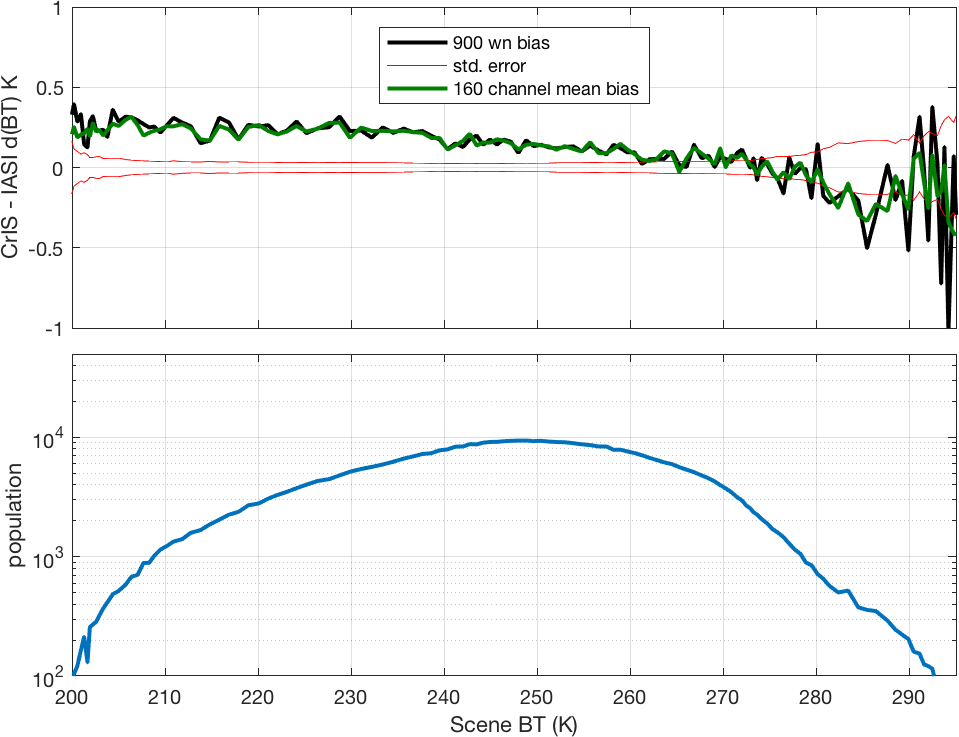 1
0.5
0
-0.5
-1
CrIS - IASI d(BT) K
900 wn bias
std. error
160 channel mean bias
10^4
10^3
10^2
population
200 210 220 230 240 250 260 270 280 290
Scene BT (K)